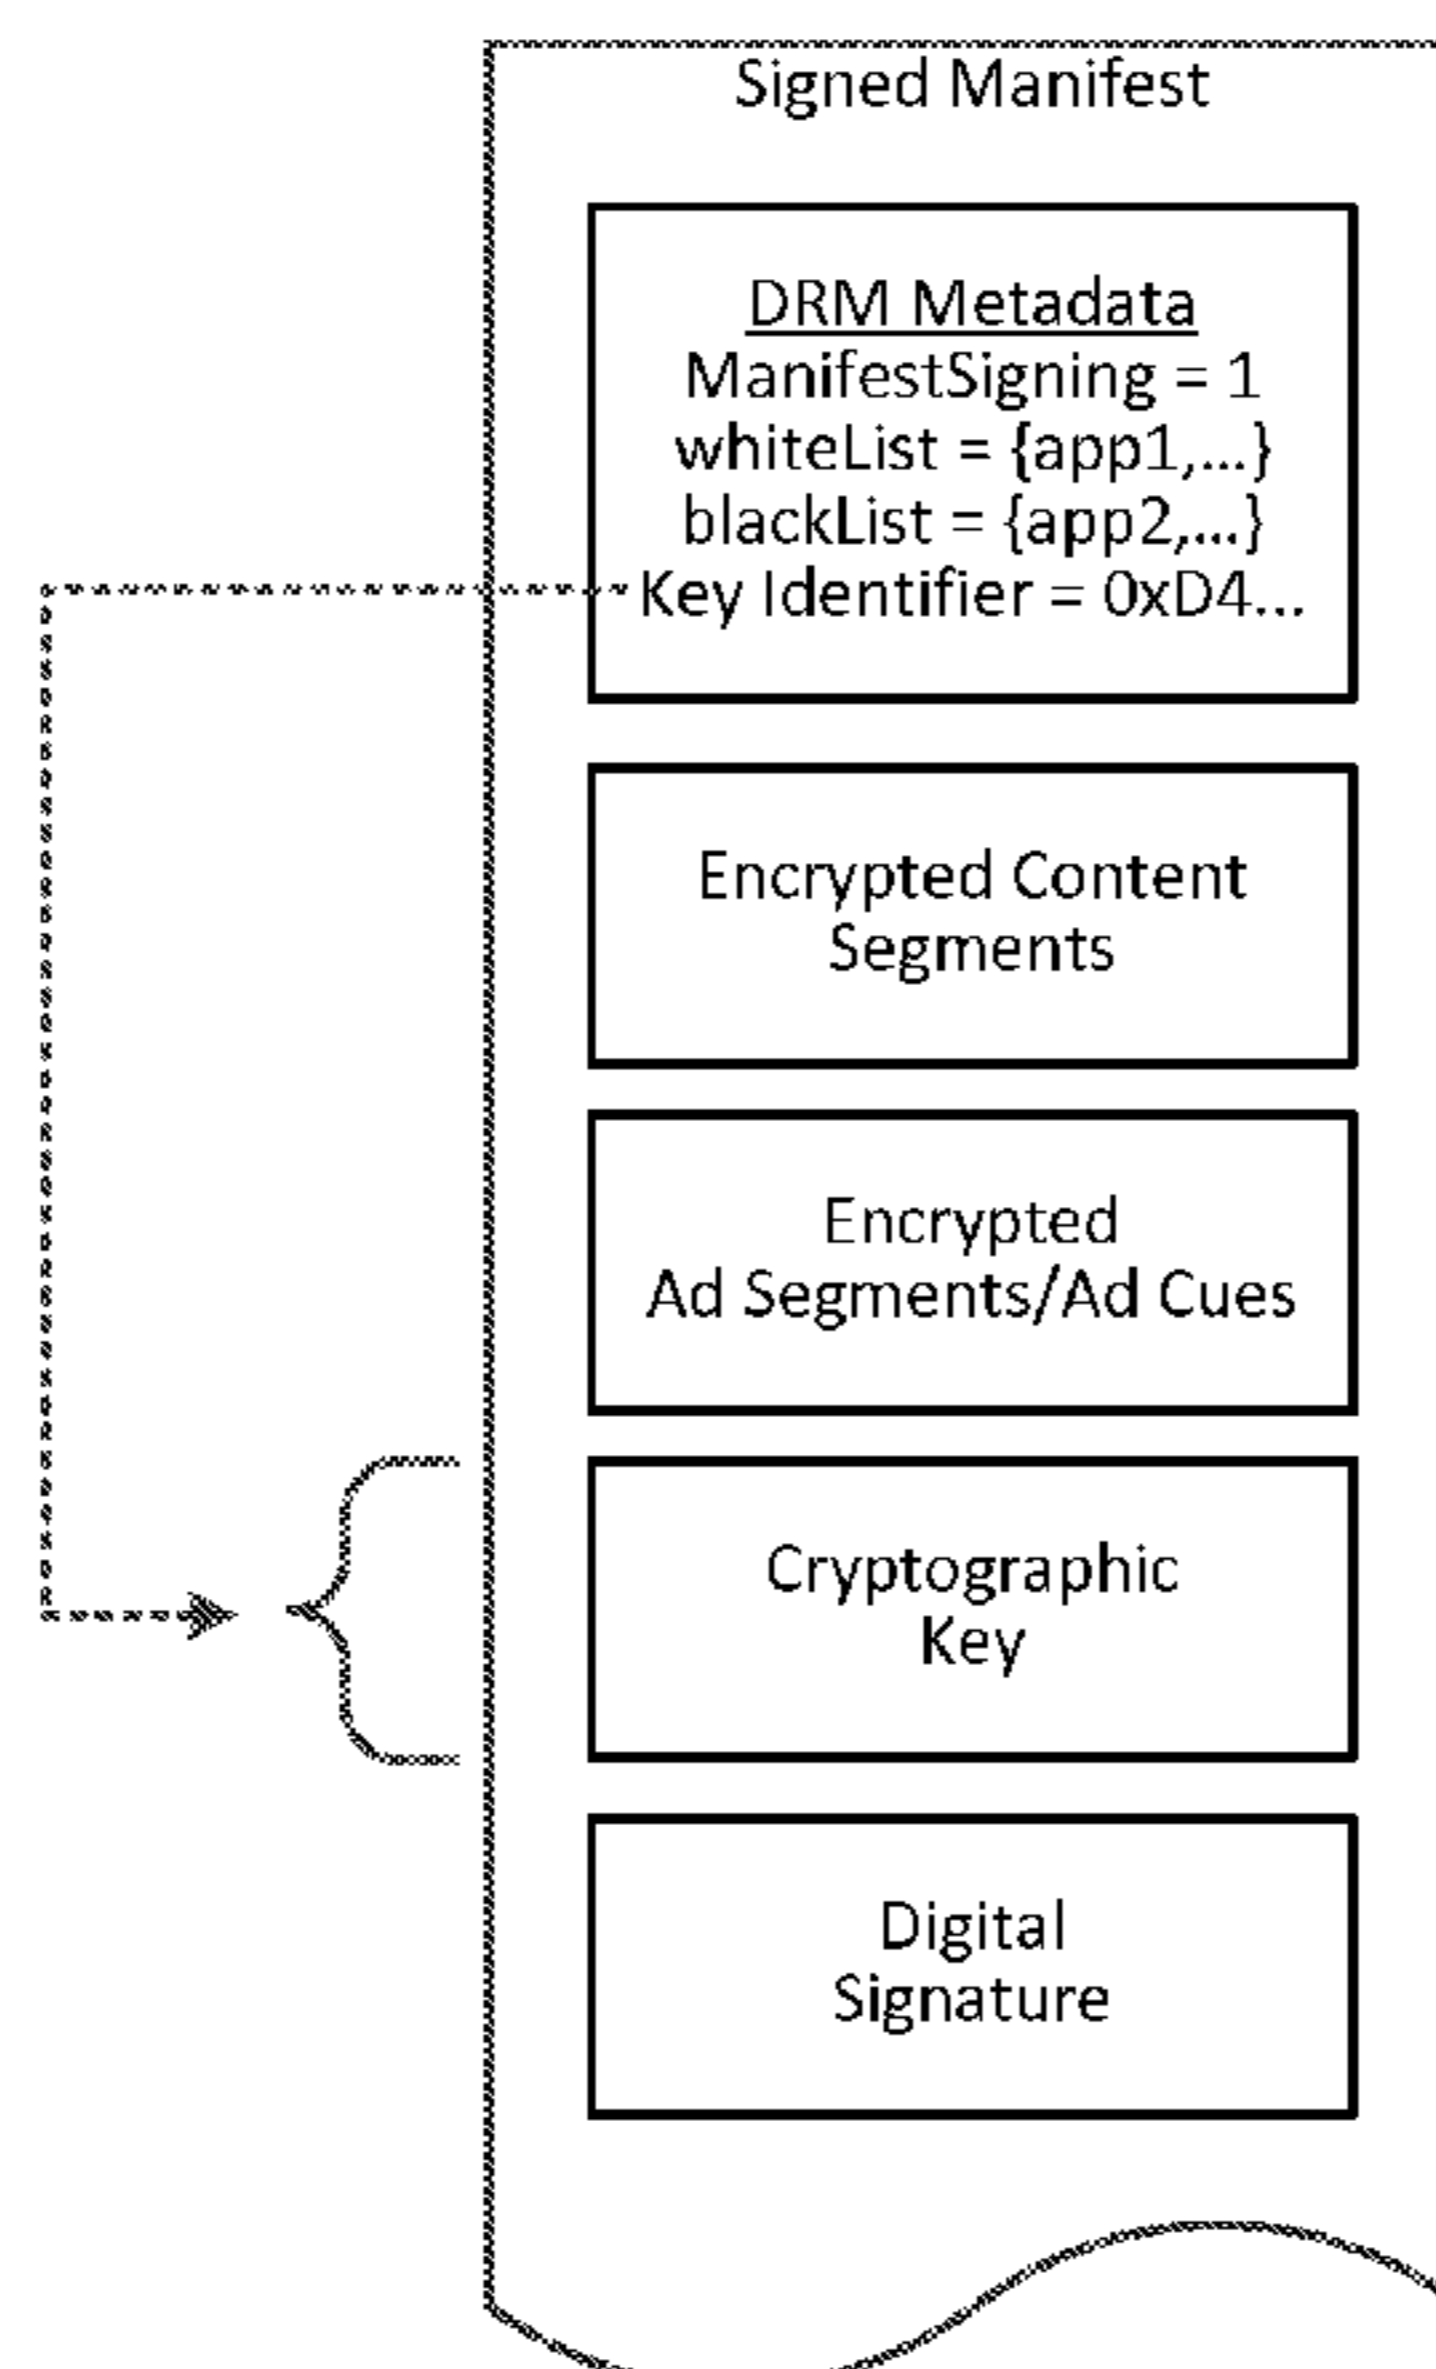 Signed Manifest
DRM Metadata
ManifestSigning = 1
whiteList = {app1,...}
blackList = {app2,...}
Key Identifier = 0xD4...
Encrypted Content
Segments
Encrypted
Ad Segments/Ad Cues
Cryptographic
Key
Digital
Signature